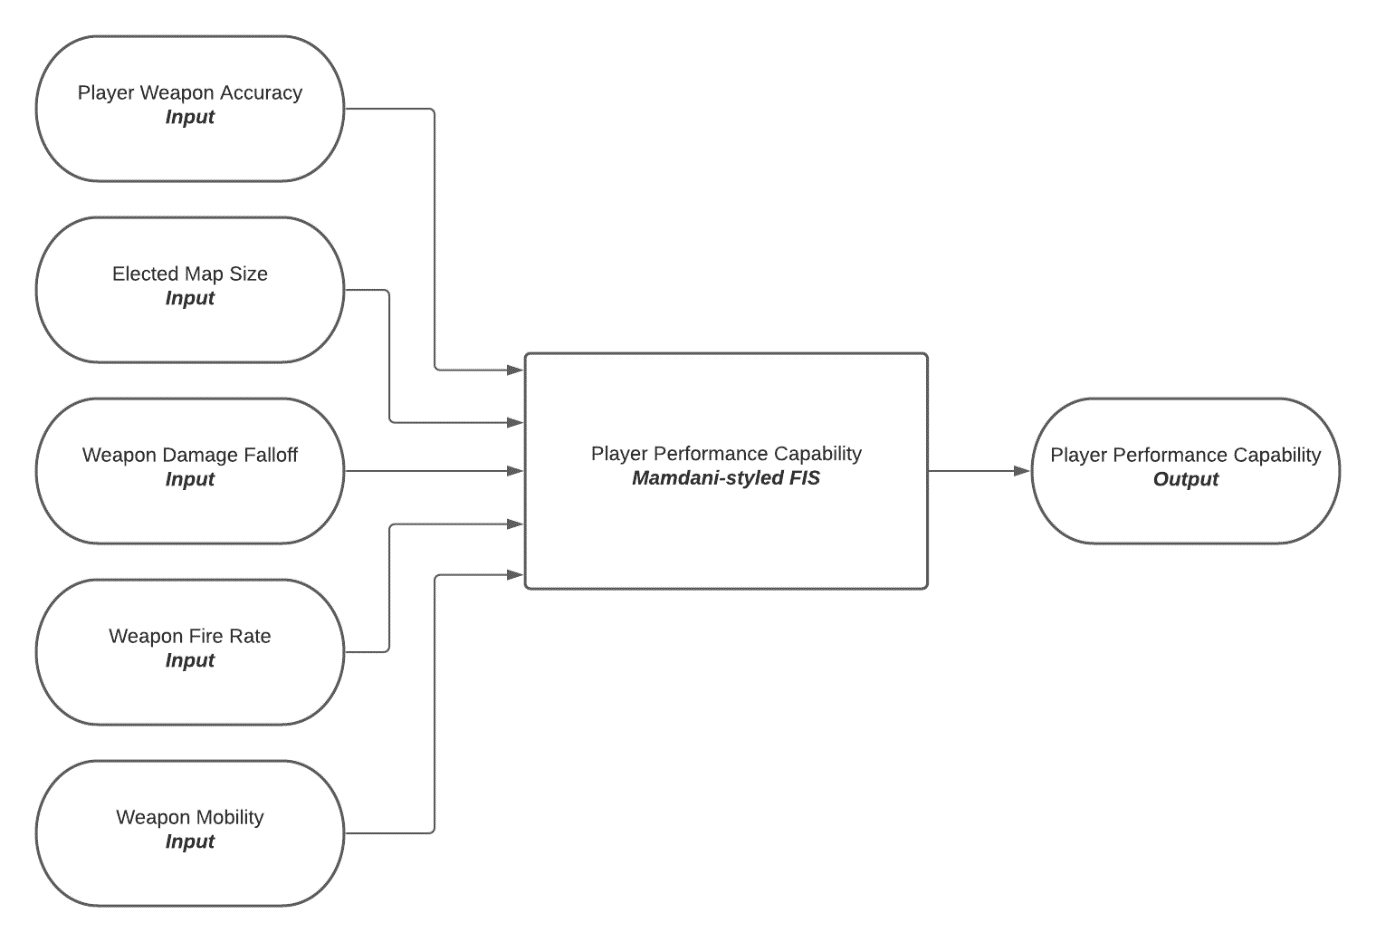 Player Weapon Accuracy
Input
Elected Map Size
Input
Weapon Damage Falloff
Input
Weapon Fire Rate
Input
Weapon Mobility
Input
Player Performance Capability
Mamdani-styled FIS
Player Performance Capability
Output